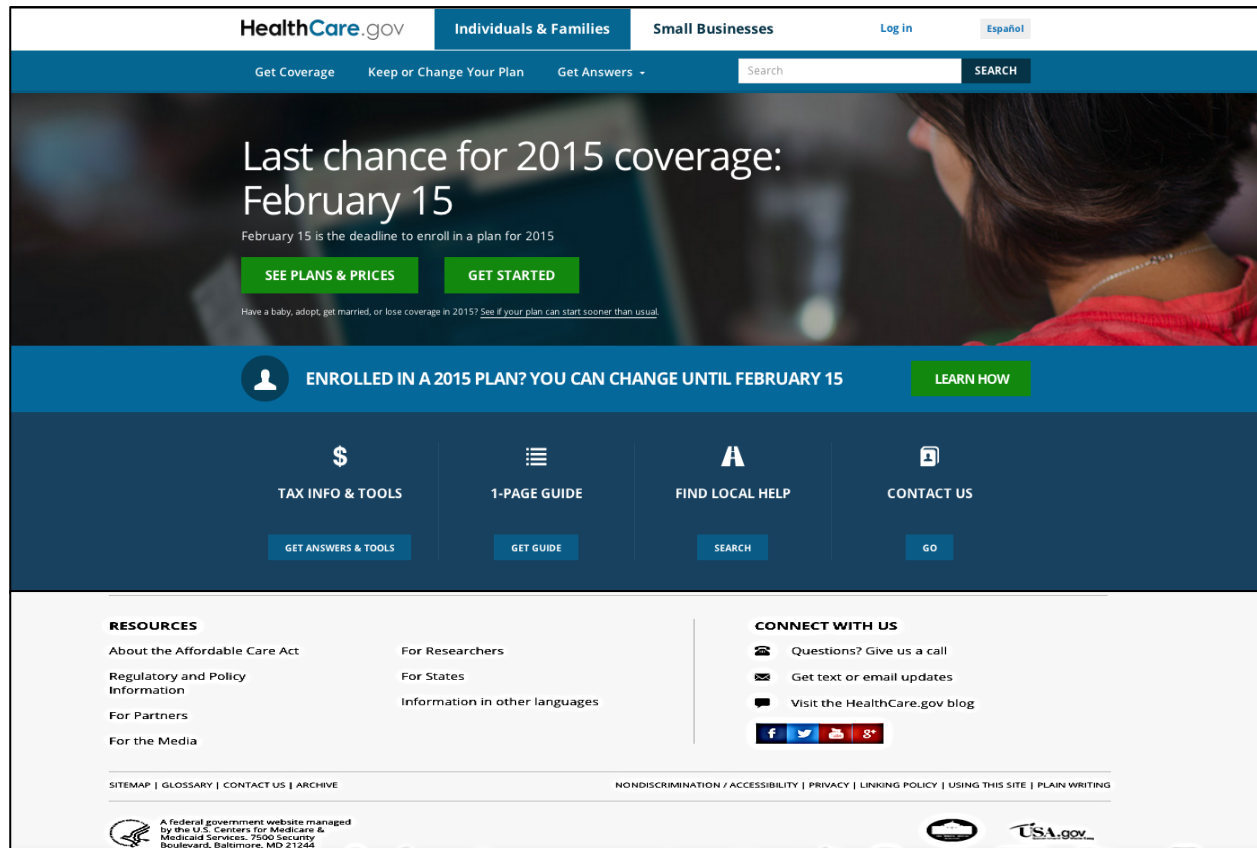 HealthCare.gov Individuals & Families Small Businesses Log in Español
Get Coverage Keep or Change Your Plan Get Answers Search SEARCH
Last chance for 2015 coverage:
February 15
February 15 is the deadline to enroll in a plan for 2015
SEE PLANS & PRICES GET STARTED
Have a baby, adopt, get married, or lose coverage in 2015? See if your plan can start sooner than usual.
ENROLLED IN A 2015 PLAN? YOU CAN CHANGE UNTIL FEBRUARY 15 LEARN HOW
$
TAX INFO & TOOLS 1-PAGE GUIDE FIND LOCAL HELP CONTACT US
GET ANSWERS & TOOLS GET GUIDE SEARCH GO
RESOURCES
About the Affordable Care Act
Regulatory and Policy
Information
For Partners
For the Media
For Researchers
For States
Information in other languages
CONNECT WITH US
Questions? Give us a call
Get text or email updates
Visit the HealthCare.gov blog
f You Tube g+
SITEMAP | GLOSSARY | CONTACT US | ARCHIVE
NONDISCRIMINATION / ACCESSIBILITY | PRIVACY | LINKING POLICY | USING THIS SITE | PLAIN WRITING
A federal government website managed
by the U.S. Centers for Medicare &
Medicaid Services. 7500 Security
Boulevard, Baltimore, MD 21244
USA.gov